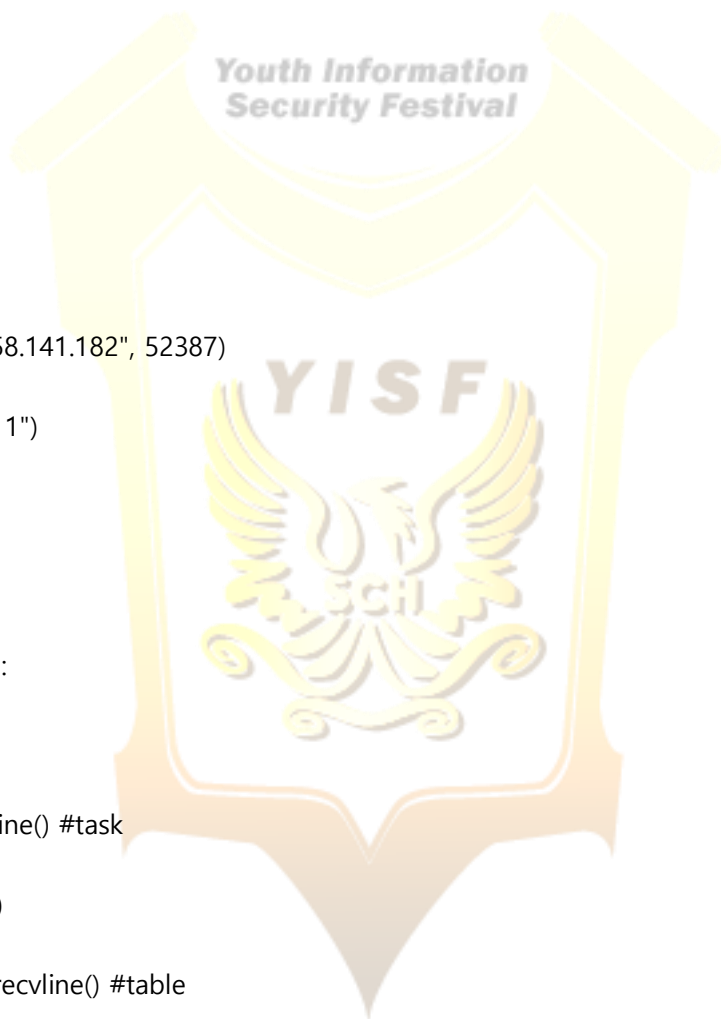 Youth Information
Security Festival
58.141.182", 52387)
YISF
1")
SCH
:
ine() #task
)
recvline() #table